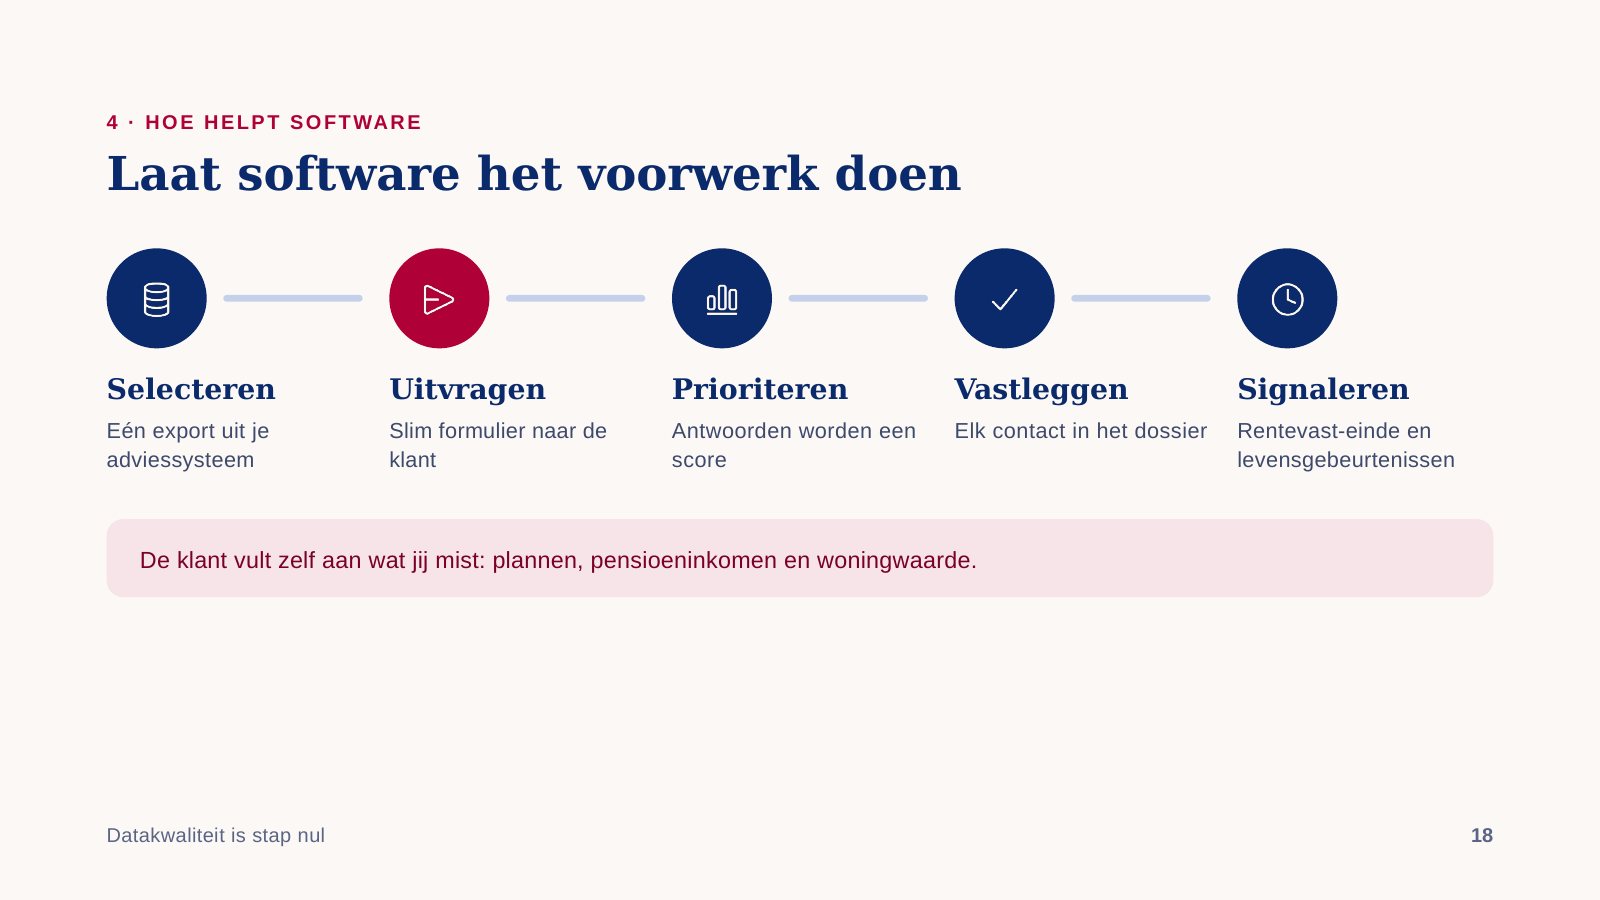 4 · HOE HELPT SOFTWARE
Laat software het voorwerk doen
Selecteren
Eén export uit je
adviessysteem
Uitvragen
Slim formulier naar de
klant
Prioriteren
Antwoorden worden een
score
Vastleggen
Elk contact in het dossier
Signaleren
Rentevast-einde en
levensgebeurtenissen
De klant vult zelf aan wat jij mist: plannen, pensioeninkomen en woningwaarde.
Datakwaliteit is stap nul
18